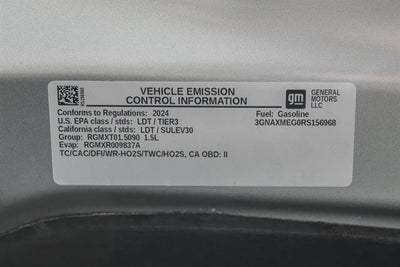 VEHICLE EMISSION
CONTROL INFORMATION
gm
GENERAL
MOTORS
LLC
Conforms to Regulations: 2024
Fuel: Gasoline
U.S. EPA class / stds: LDT / TIER3
3GNAXMEG0RS156968
California class / stds: LDT / SULEV30
Group: RGMXT01.5090 1.5L
Evap: RGMXR009837A
TC/CAC/DFI/WR-HO2S/TWC/HO2S, CA OBD: II